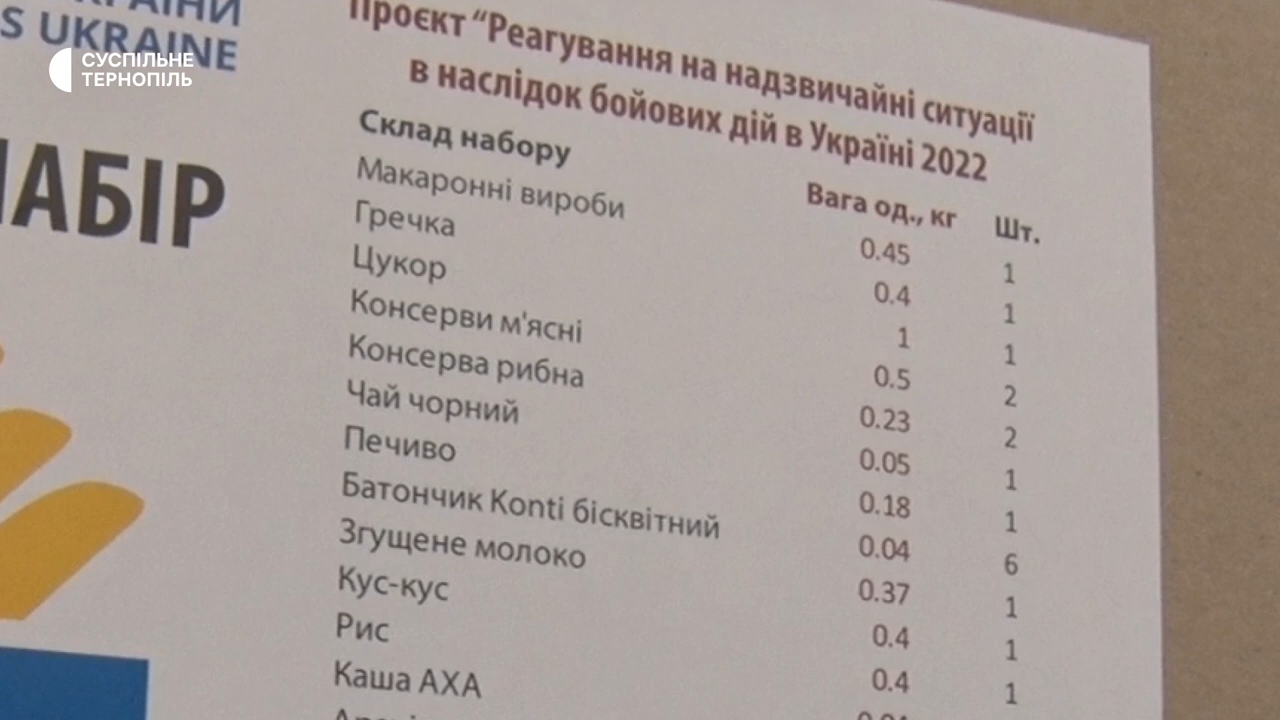 S UKRAINE
СУСПІЛЬНЕ
ТЕРНОПІЛЬ
НАБІР
Проєкт “Реагування на надзвичайні ситуації
в наслідок бойових дій в Україні 2022
Склад набору Вага од., кг Шт.
Макаронні вироби 0.45 1
Гречка 0.4 1
Цукор 1 1
Консерви м'ясні 0.5 2
Консерва рибна 0.23 2
Чай чорний 0.05 1
Печиво 0.18 1
Батончик Konti бісквітний 0.04 6
Згущене молоко 0.37 1
Кус-кус 0.4 1
Рис 0.4 1
Каша АХА